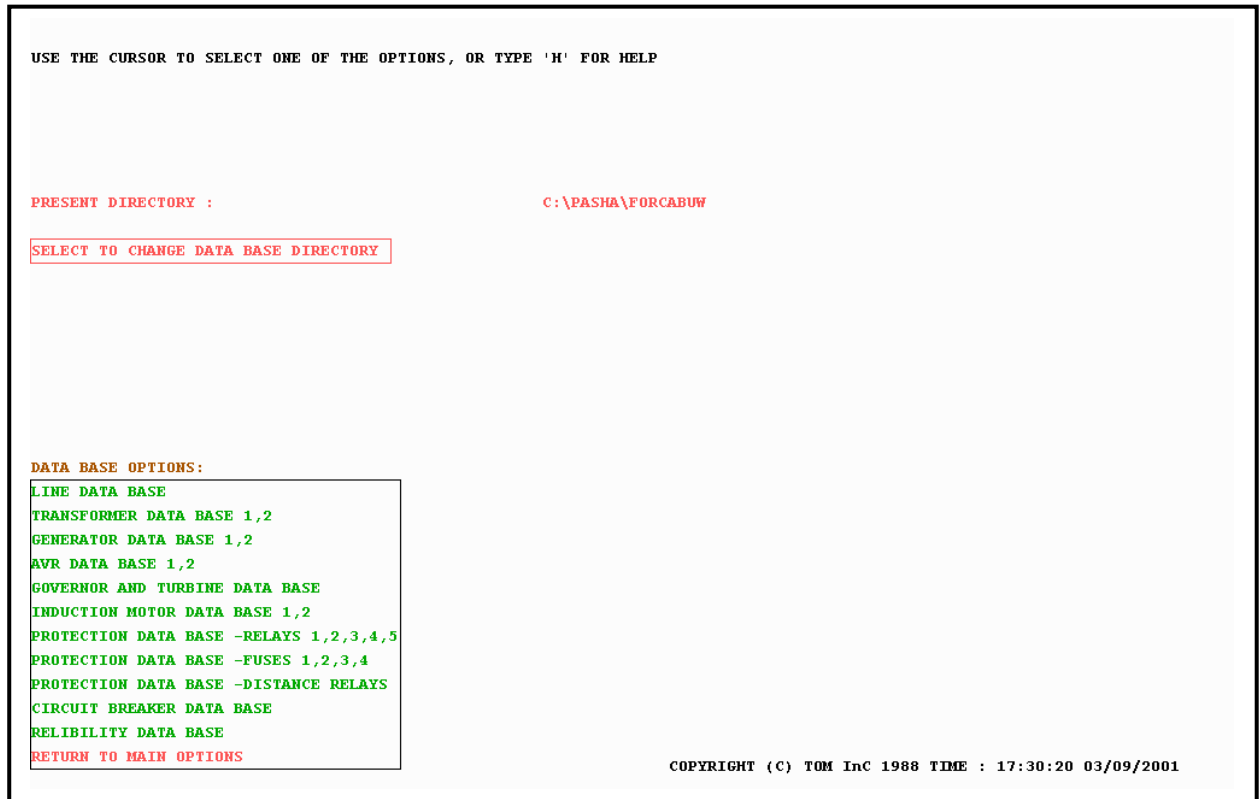 USE THE CURSOR TO SELECT ONE OF THE OPTIONS, OR TYPE 'H' FOR HELP
PRESENT DIRECTORY : C:\PASHA\FORCABUW
SELECT TO CHANGE DATA BASE DIRECTORY
DATA BASE OPTIONS:
LINE DATA BASE
TRANSFORMER DATA BASE 1,2
GENERATOR DATA BASE 1,2
AVR DATA BASE 1,2
GOVERNOR AND TURBINE DATA BASE
INDUCTION MOTOR DATA BASE 1,2
PROTECTION DATA BASE -RELAYS 1,2,3,4,5
PROTECTION DATA BASE -FUSES 1,2,3,4
PROTECTION DATA BASE -DISTANCE RELAYS
CIRCUIT BREAKER DATA BASE
RELIBILITY DATA BASE
RETURN TO MAIN OPTIONS
COPYRIGHT (C) TOM InC 1988 TIME : 17:30:20 03/09/2001